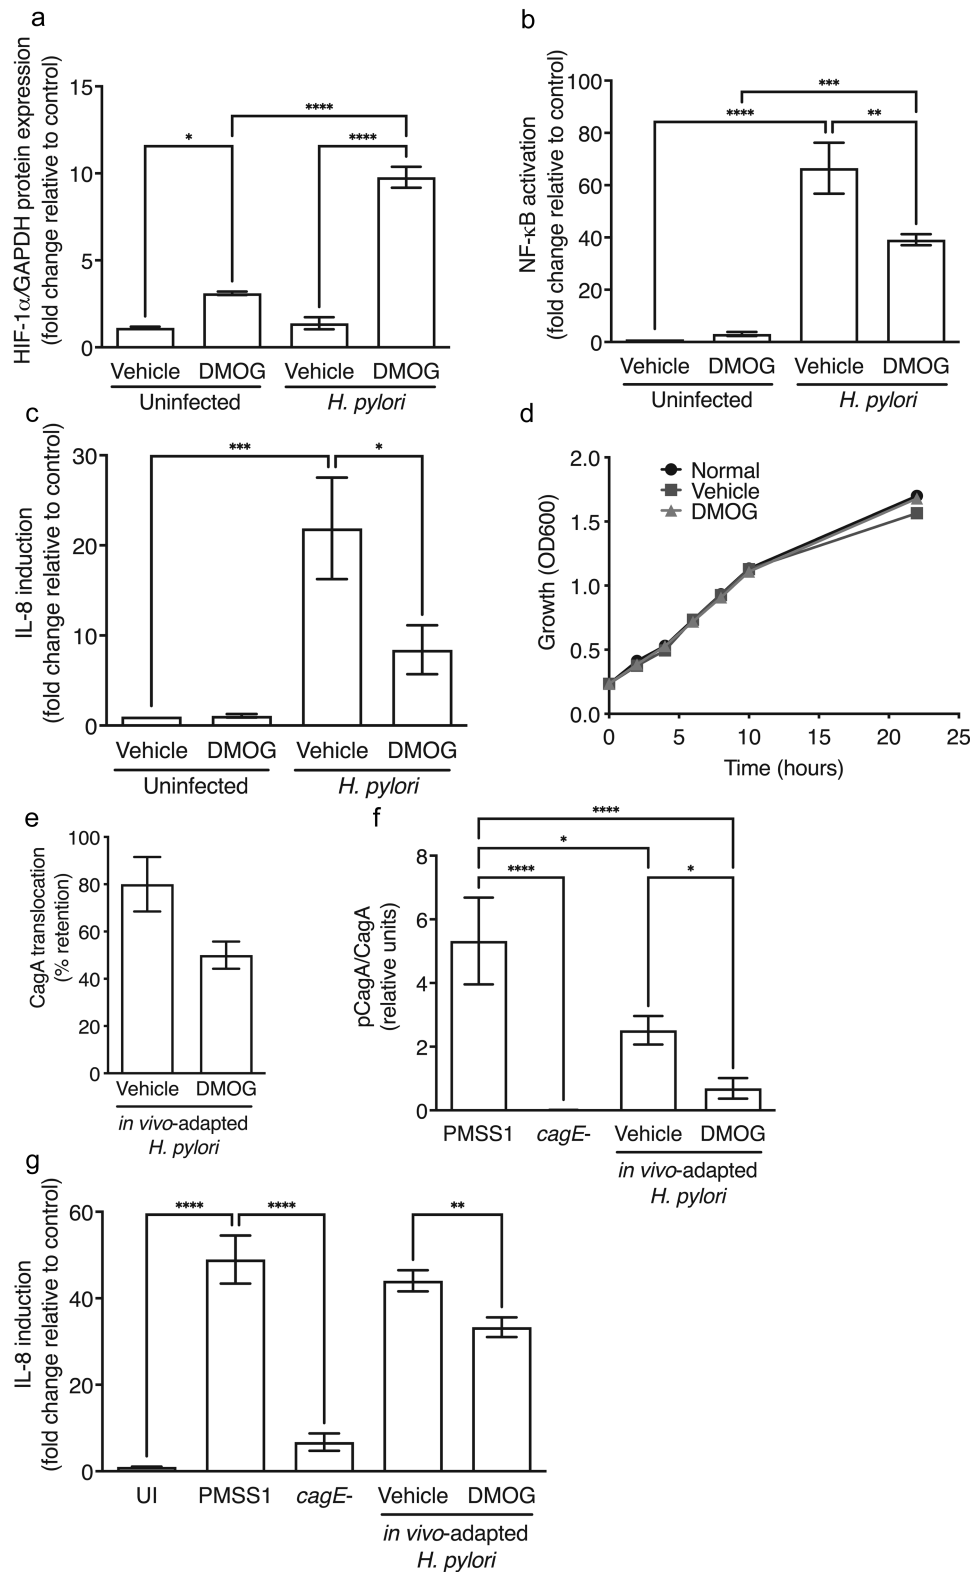 a
HIF-1α/GAPDH protein expression
(fold change relative to control)
15
10
5
0
*
****
****
Vehicle DMOG Vehicle DMOG
Uninfected H. pylori
b
NF-κB activation
(fold change relative to control)
100
80
60
40
20
0
***
****
**
Vehicle DMOG Vehicle DMOG
Uninfected H. pylori
c
IL-8 induction
(fold change relative to control)
30
20
10
0
***
*
Vehicle DMOG Vehicle DMOG
Uninfected H. pylori
d
Growth (OD600)
2.0
1.5
1.0
0.5
0.0
Normal
Vehicle
DMOG
0 5 10 15 20 25
Time (hours)
e
CagA translocation
(% retention)
100
80
60
40
20
0
Vehicle DMOG
in vivo-adapted
H. pylori
f
pCagA/CagA
(relative units)
8
6
4
2
0
****
*
****
*
PMSS1 cagE- Vehicle DMOG
in vivo-adapted
H. pylori
g
IL-8 induction
(fold change relative to control)
60
40
20
0
****
****
**
UI PMSS1 cagE- Vehicle DMOG
in vivo-adapted
H. pylori